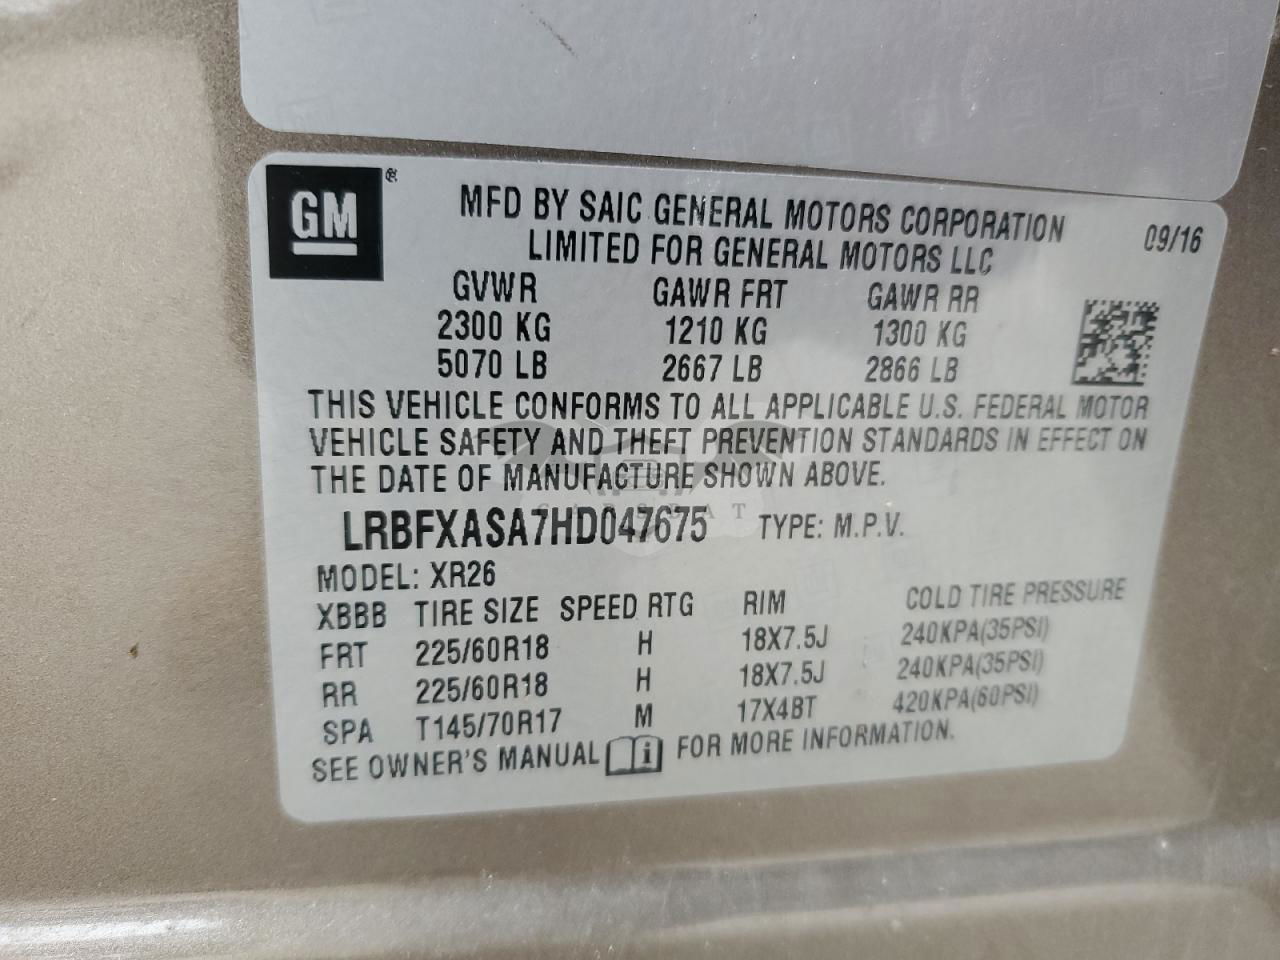 GM ®
MFD BY SAIC GENERAL MOTORS CORPORATION
LIMITED FOR GENERAL MOTORS LLC
09/16
GVWR GAWR FRT GAWR RR
2300 KG 1210 KG 1300 KG
5070 LB 2667 LB 2866 LB
THIS VEHICLE CONFORMS TO ALL APPLICABLE U.S. FEDERAL MOTOR
VEHICLE SAFETY AND THEFT PREVENTION STANDARDS IN EFFECT ON
THE DATE OF MANUFACTURE SHOWN ABOVE.
LRBFXASA7HD047675 TYPE: M.P.V.
MODEL: XR26
XBBB TIRE SIZE SPEED RTG RIM COLD TIRE PRESSURE
FRT 225/60R18 H 18X7.5J 240KPA(35PSI)
RR 225/60R18 H 18X7.5J 240KPA(35PSI)
SPA T145/70R17 M 17X4BT 420KPA(60PSI)
SEE OWNER'S MANUAL i FOR MORE INFORMATION.